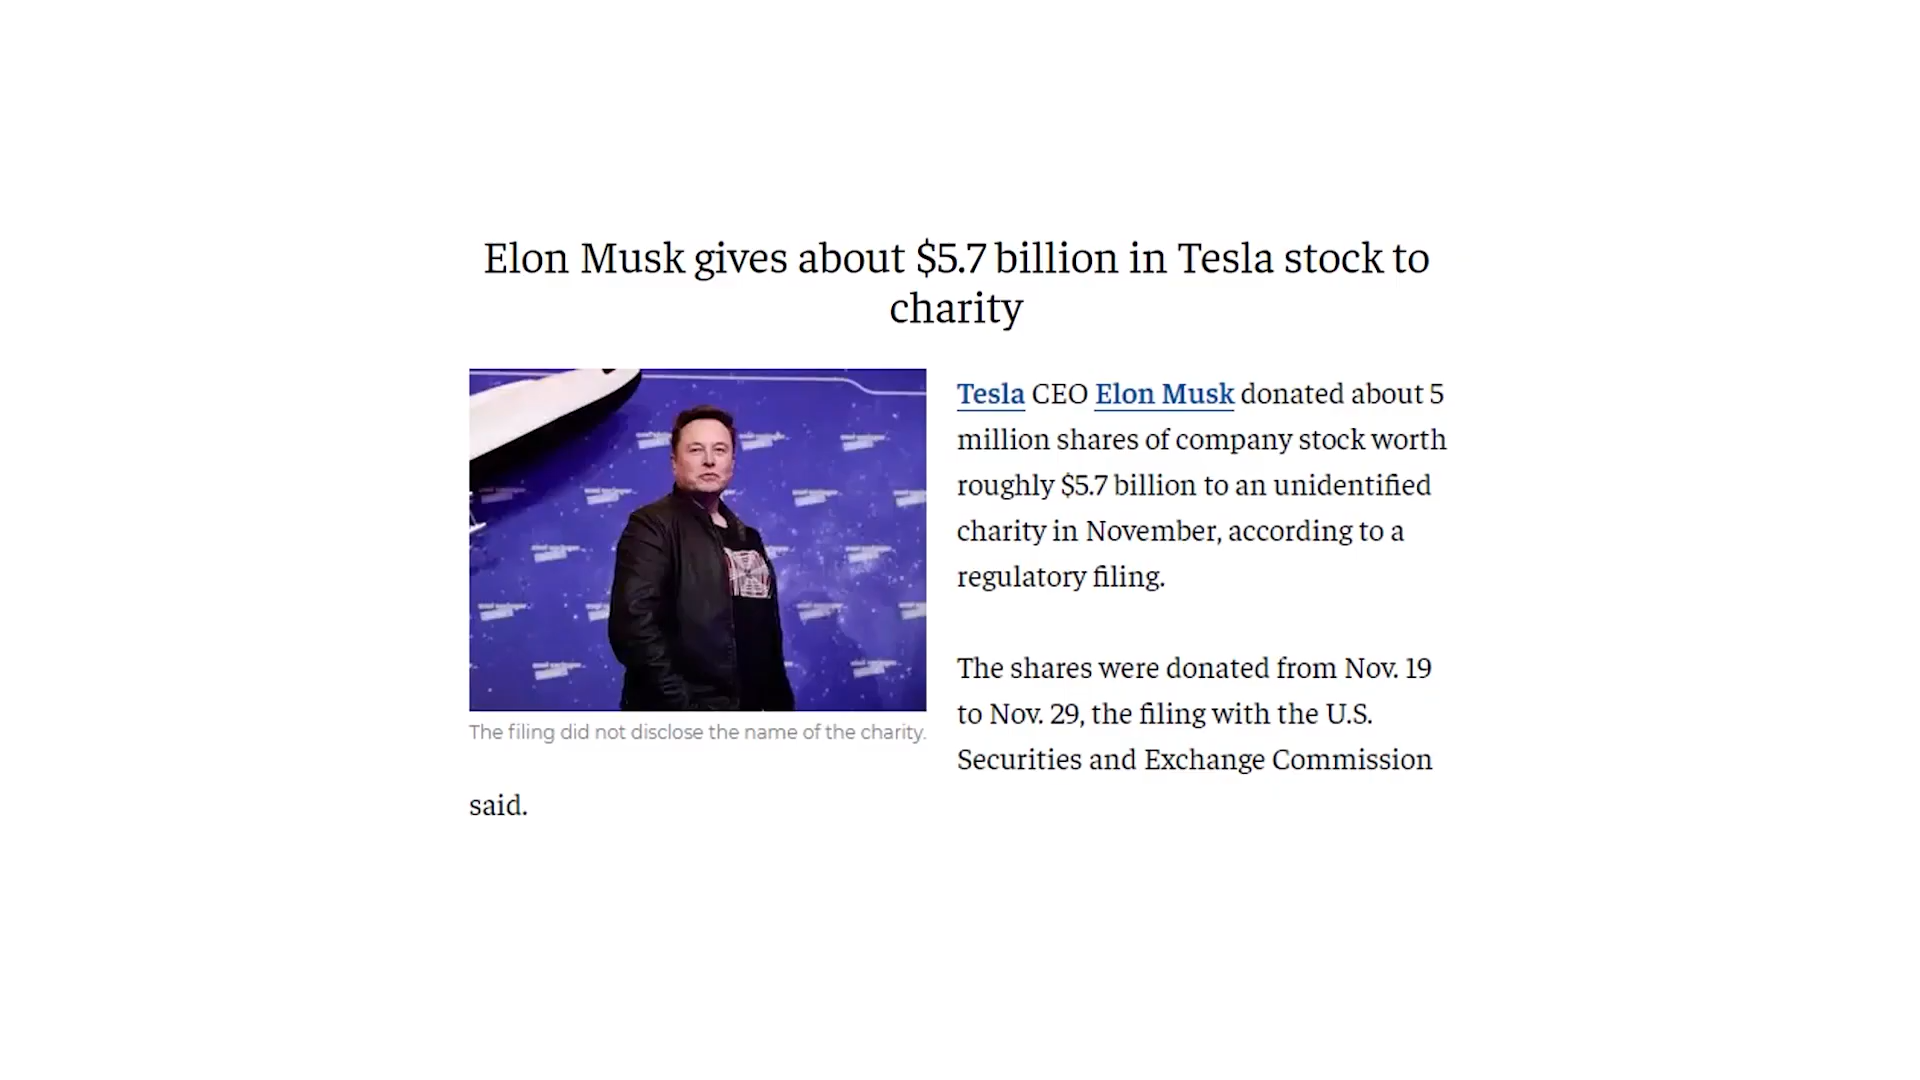 Elon Musk gives about $5.7 billion in Tesla stock to
charity
Tesla CEO Elon Musk donated about 5
million shares of company stock worth
roughly $5.7 billion to an unidentified
charity in November, according to a
regulatory filing.
The filing did not disclose the name of the charity.
The shares were donated from Nov. 19
to Nov. 29, the filing with the U.S.
Securities and Exchange Commission
said.